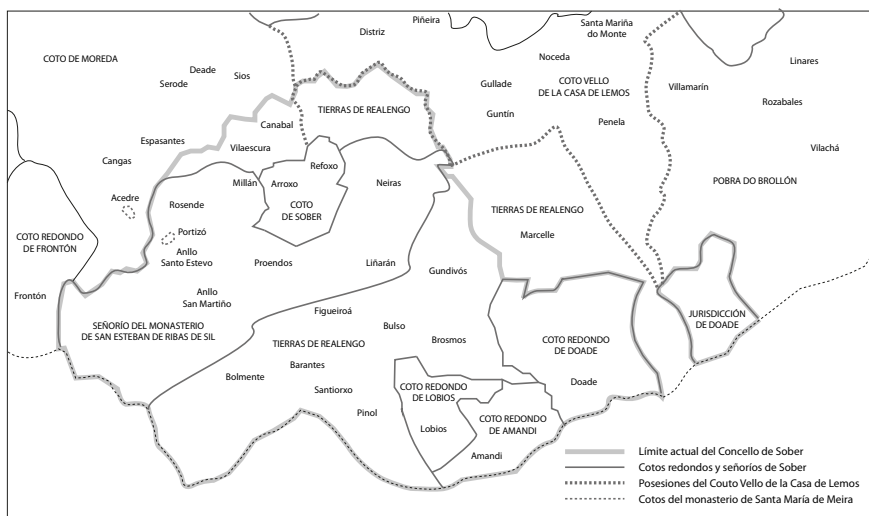 Piñeira
Santa Mariña
do Monte
Distriz
COTO DE MOREDA
Noceda
Linares
Deade
Serode
Sios
Gullade
COTO VELLO
DE LA CASA DE LEMOS
Villamarín
Rozabales
TIERRAS DE REALENGO
Guntín
Penela
Canabal
Espasantes
Vilaescura
Vilachá
Cangas
Refoxo
Millán
Arroxo
Neiras
POBRA DO BROLLÓN
Acedre
Rosende
COTO
DE SOBER
TIERRAS DE REALENGO
Marcelle
COTO REDONDO
DE FRONTÓN
Portizó
Anllo
Santo Estevo
Proendos
Liñarán
Gundivós
Frontón
Anllo
San Martiño
Figueiroá
JURISDICCIÓN
DE DOADE
SEÑORÍO DEL MONASTERIO
DE SAN ESTEBAN DE RIBAS DE SIL
Bulso
TIERRAS DE REALENGO
Brosmos
COTO REDONDO
DE DOADE
Barantes
Bolmente
Santiorxo
COTO REDONDO
DE LOBIOS
Doade
Pinol
Lobios
COTO REDONDO
DE AMANDI
Amandi
Límite actual del Concello de Sober
Cotos redondos y señoríos de Sober
Posesiones del Couto Vello de la Casa de Lemos
Cotos del monasterio de Santa María de Meira